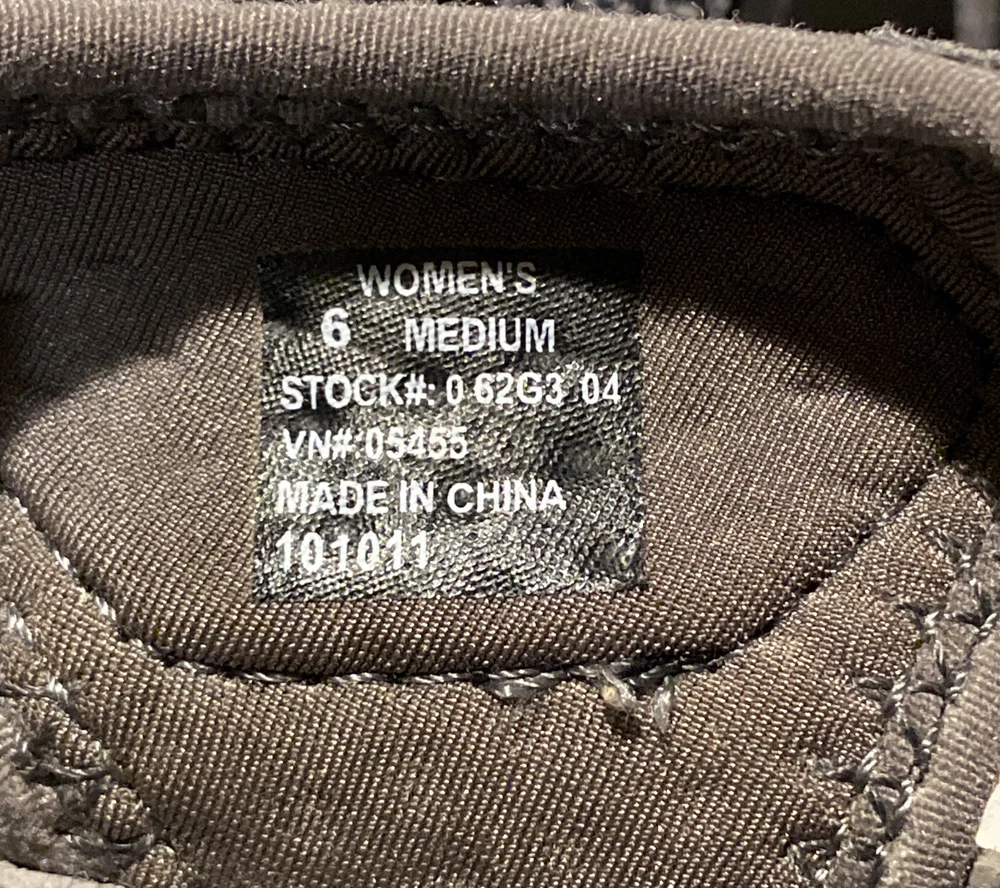 WOMEN'S
6 MEDIUM
STOCK#: 0 62G3 04
VN#:05455
MADE IN CHINA
101011